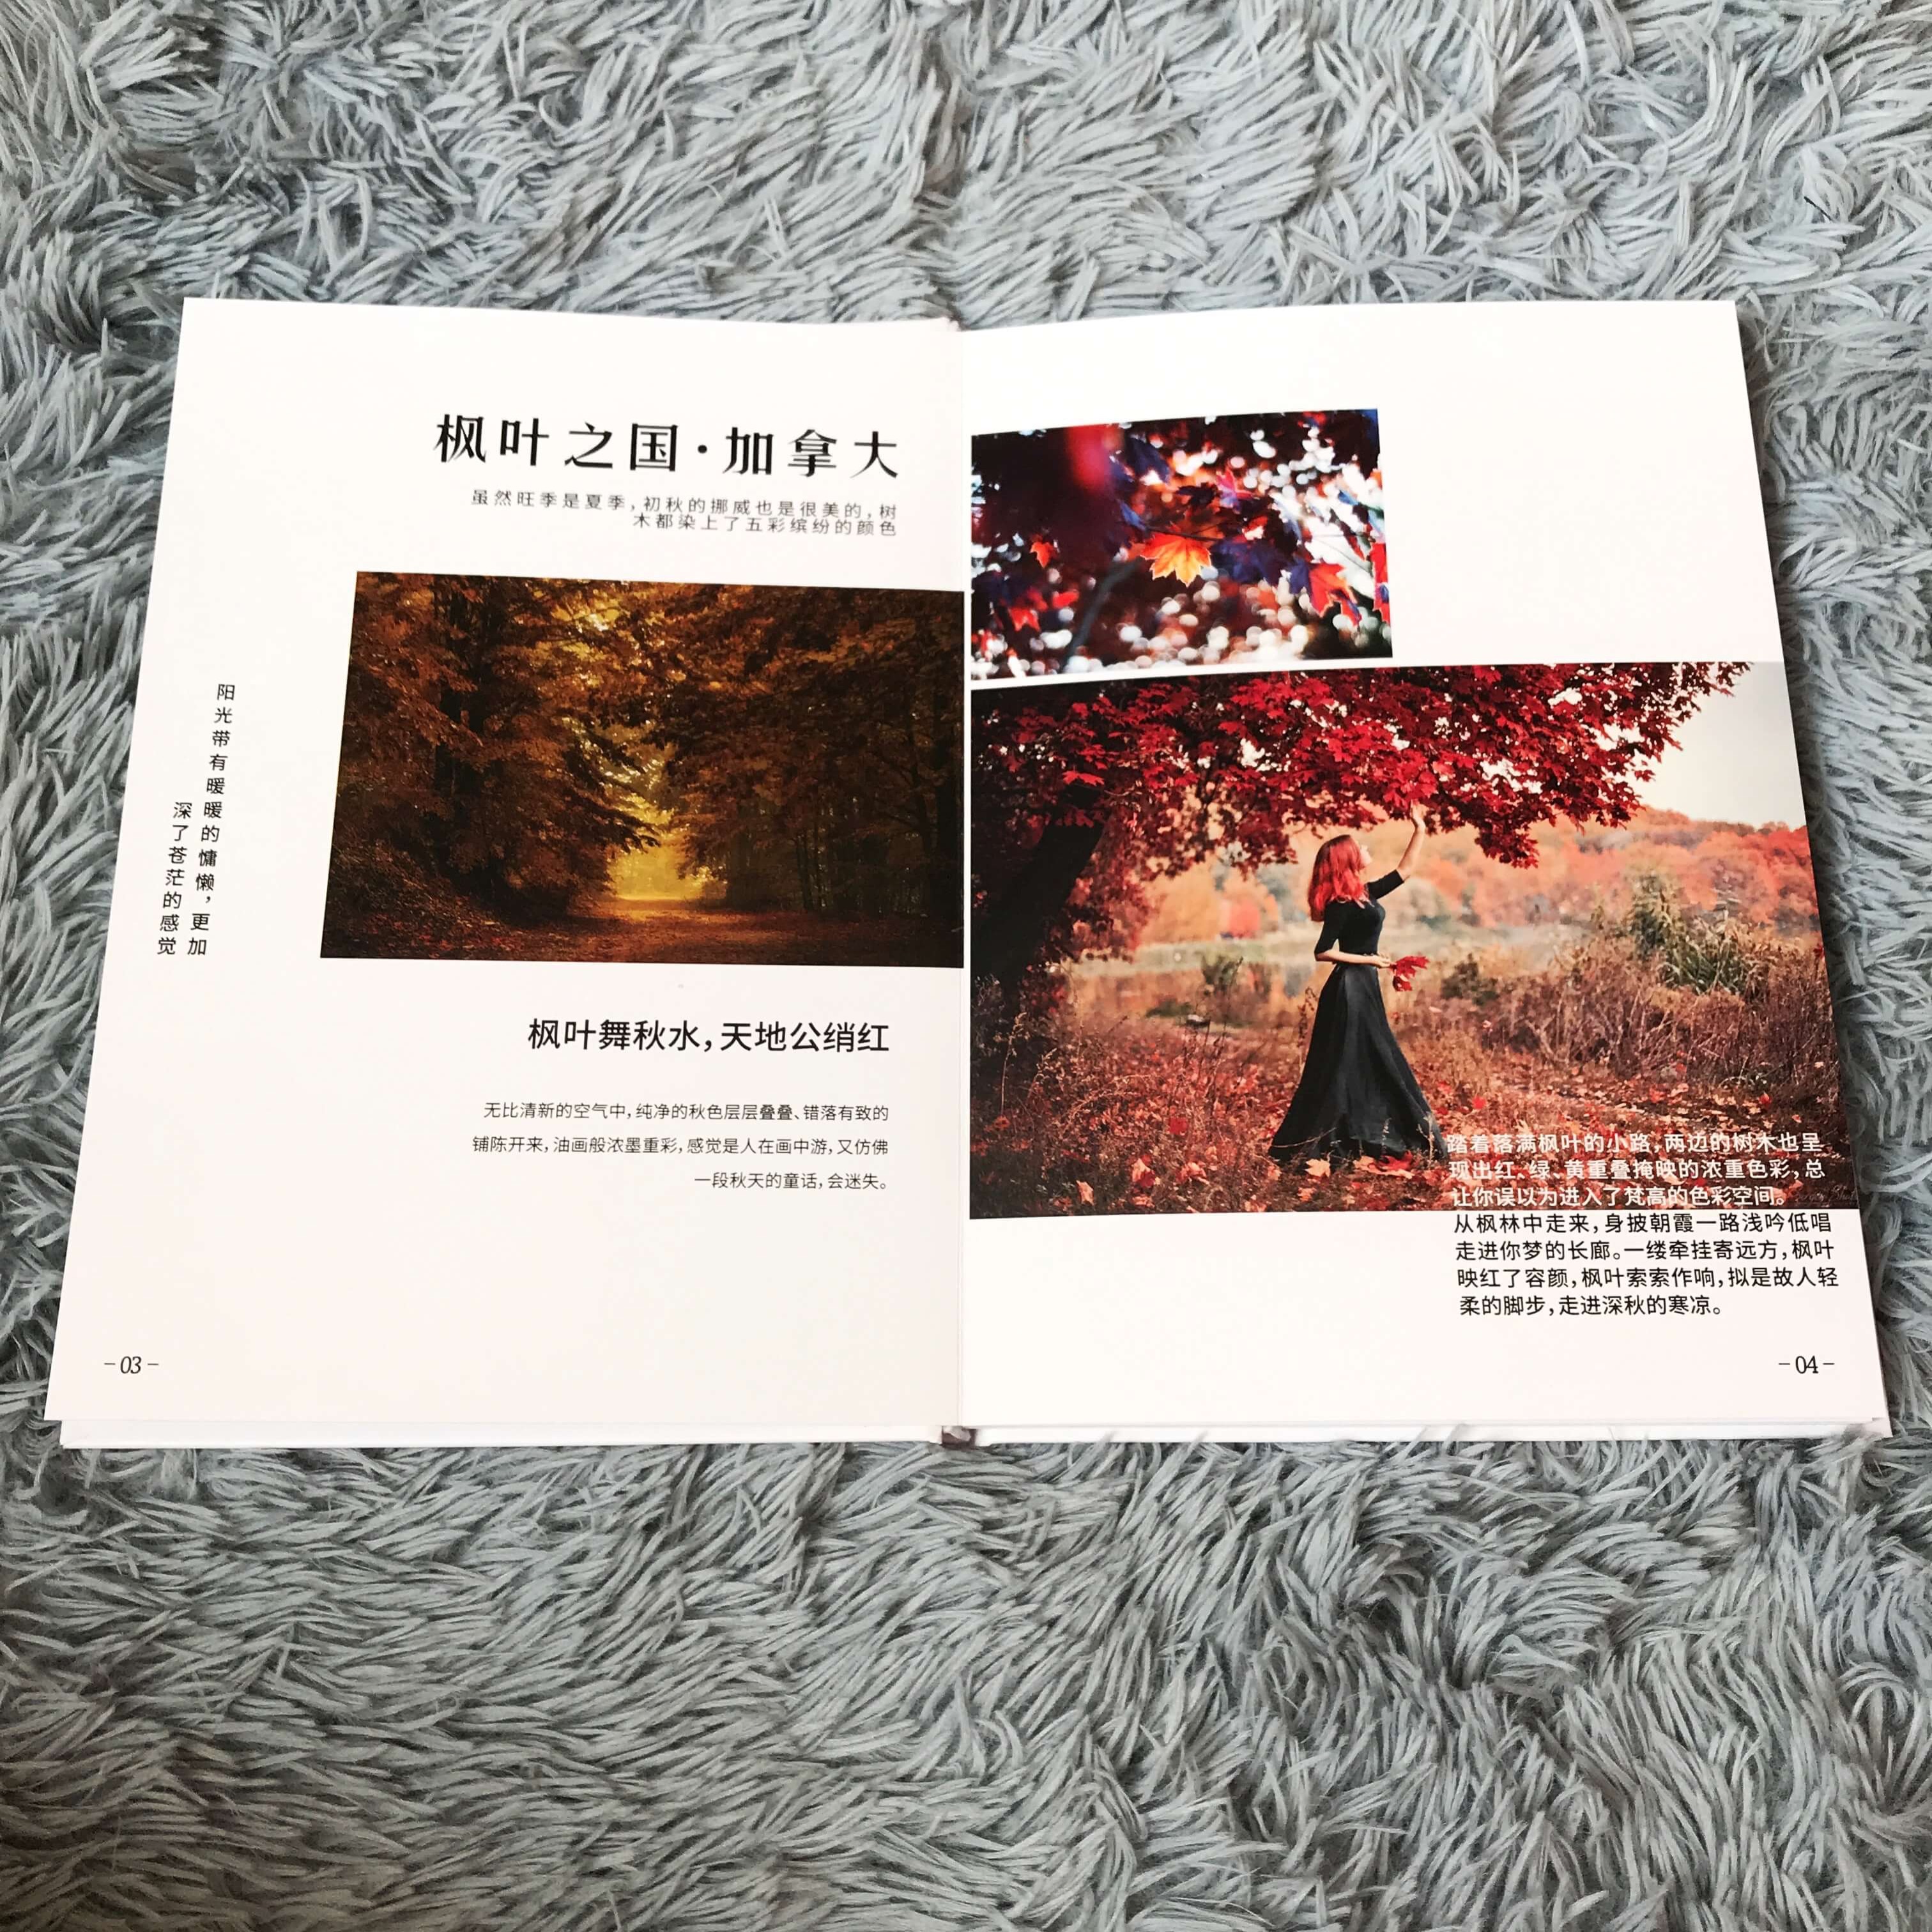 枫叶之国·加拿大
虽然旺季是夏季，初秋的挪威也是很美的，树
木都染上了五彩缤纷的颜色
阳光带有暖暖的慵懒，更加
深了苍茫的感觉
枫叶舞秋水，天地公绡红
无比清新的空气中，纯净的秋色层层叠叠、错落有致的
铺陈开来，油画般浓墨重彩，感觉是人在画中游，又仿佛
一段秋天的童话，会迷失。
-03-
踏着落满枫叶的小路，两边的树木也呈
现出红、绿、黄重叠掩映的浓重色彩，总
让你误以为进入了梵高的色彩空间。
从枫林中走来，身披朝霞一路浅吟低唱
走进你梦的长廊。一缕牵挂寄远方，枫叶
映红了容颜，枫叶索索作响，拟是故人轻
柔的脚步，走进深秋的寒凉。
-04-